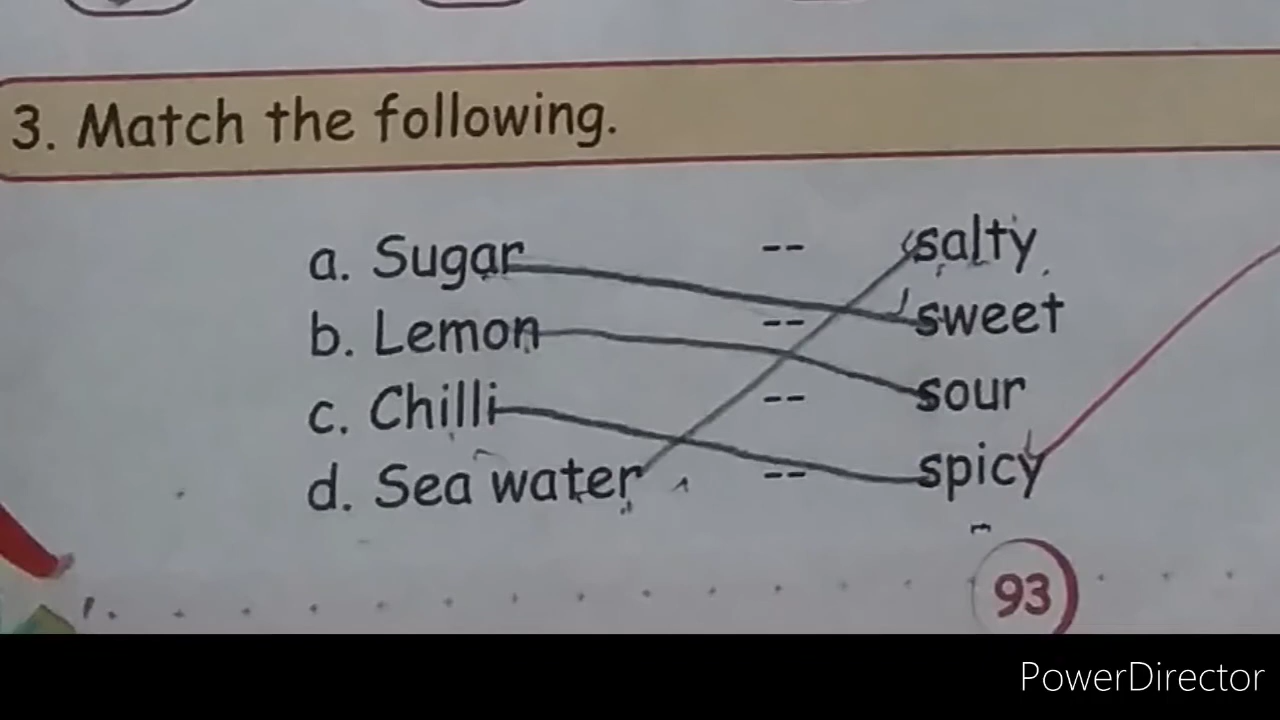 3. Match the following.
a. Sugar -- salty
b. Lemon -- sweet
c. Chilli -- sour
d. Sea water -- spicy
93
PowerDirector